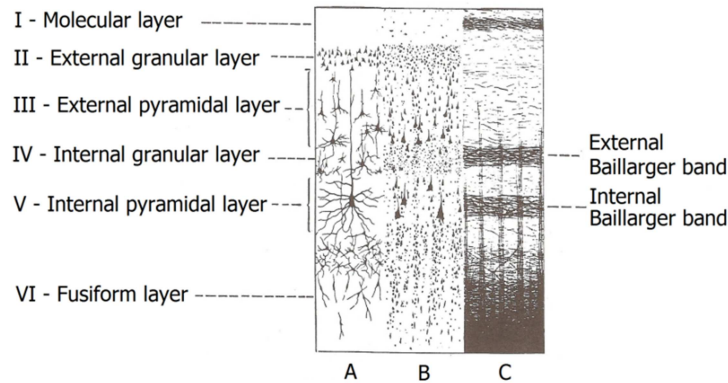 I - Molecular layer
II - External granular layer
III - External pyramidal layer
IV - Internal granular layer
V - Internal pyramidal layer
VI - Fusiform layer
External
Baillarger band
Internal
Baillarger band
A B C